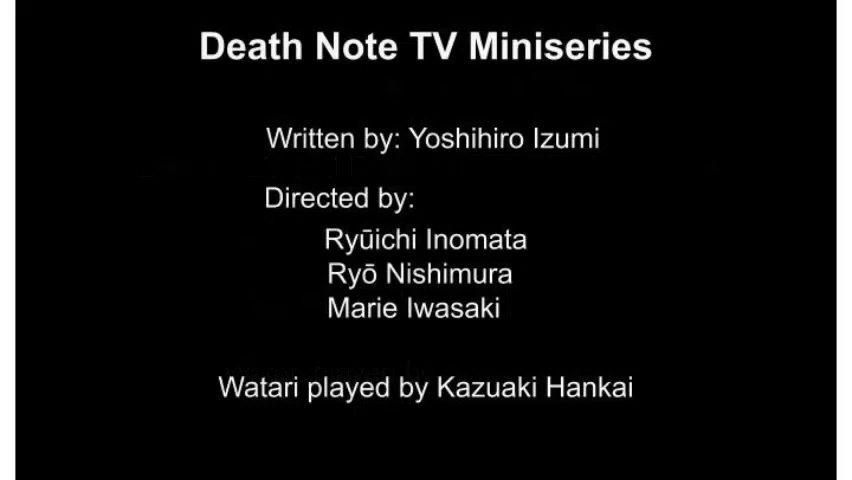 Death Note TV Miniseries
Written by: Yoshihiro Izumi
Directed by:
Ryūichi Inomata
Ryō Nishimura
Marie Iwasaki
Watari played by Kazuaki Hankai